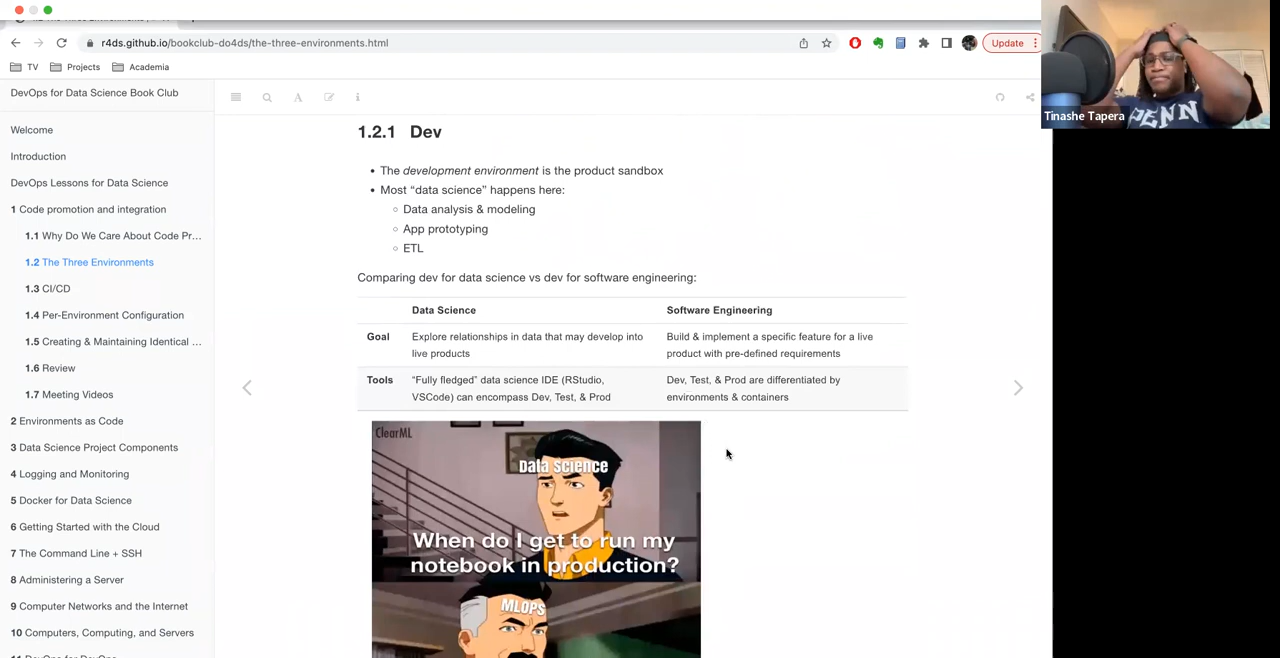 r4ds.github.io/bookclub-do4ds/the-three-environments.html
Update
TV
Projects
Academia
DevOps for Data Science Book Club
Welcome
Introduction
DevOps Lessons for Data Science
1 Code promotion and integration
1.1 Why Do We Care About Code Pr...
1.2 The Three Environments
1.3 CI/CD
1.4 Per-Environment Configuration
1.5 Creating & Maintaining Identical ...
1.6 Review
1.7 Meeting Videos
2 Environments as Code
3 Data Science Project Components
4 Logging and Monitoring
5 Docker for Data Science
6 Getting Started with the Cloud
7 The Command Line + SSH
8 Administering a Server
9 Computer Networks and the Internet
10 Computers, Computing, and Servers
1.2.1 Dev
• The development environment is the product sandbox
• Most “data science” happens here:
○ Data analysis & modeling
○ App prototyping
○ ETL
Comparing dev for data science vs dev for software engineering:
Data Science Software Engineering
Goal Explore relationships in data that may develop into Build & implement a specific feature for a live
live products product with pre-defined requirements
Tools “Fully fledged” data science IDE (RStudio, Dev, Test, & Prod are differentiated by
VSCode) can encompass Dev, Test, & Prod environments & containers
ClearML
Data science
When do I get to run my
notebook in production?
MLOPS
PENN
Tinashe Tapera